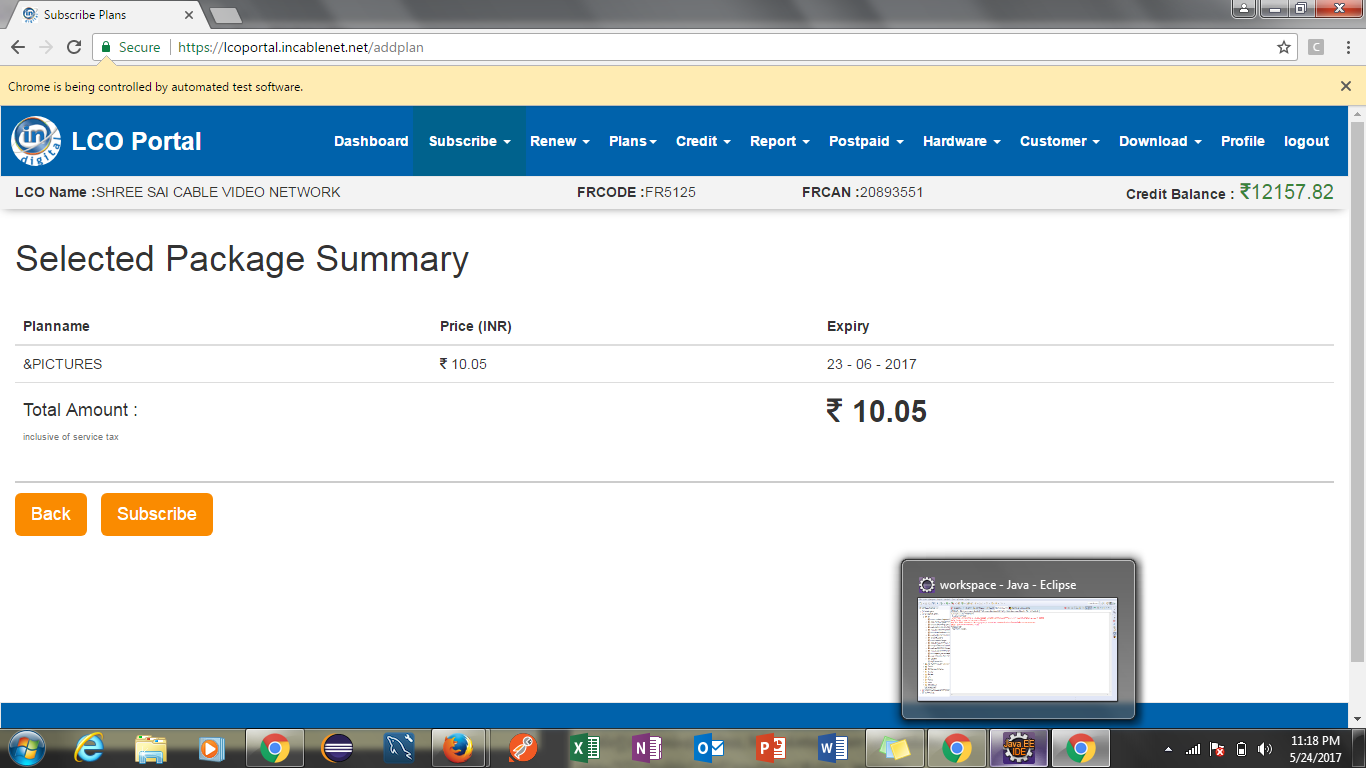 Subscribe Plans
Secure https://lcoportal.incablenet.net/addplan
Chrome is being controlled by automated test software.
in digital LCO Portal Dashboard Subscribe Renew Plans Credit Report Postpaid Hardware Customer Download Profile logout
LCO Name :SHREE SAI CABLE VIDEO NETWORK FRCODE :FR5125 FRCAN :20893551 Credit Balance : ₹12157.82
Selected Package Summary
Planname Price (INR) Expiry
&PICTURES ₹ 10.05 23 - 06 - 2017
Total Amount : ₹ 10.05
inclusive of service tax
Back Subscribe
workspace - Java - Eclipse
Java EE
IDE
11:18 PM
5/24/2017